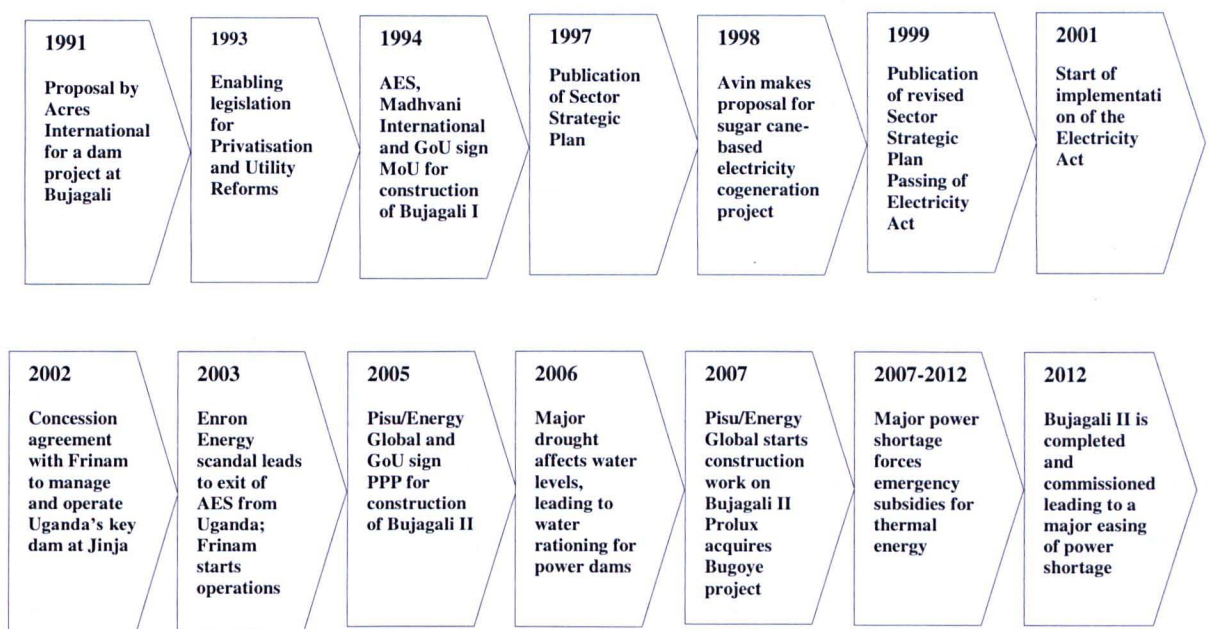 1991
Proposal by
Acres
International
for a dam
project at
Bujagali
1993
Enabling
legislation
for
Privatisation
and Utility
Reforms
1994
AES,
Madhvani
International
and GoU sign
MoU for
construction
of Bujagali I
1997
Publication
of Sector
Strategic
Plan
1998
Avin makes
proposal for
sugar cane-
based
electricity
cogeneration
project
1999
Publication
of revised
Sector
Strategic
Plan
Passing of
Electricity
Act
2001
Start of
implementati
on of the
Electricity
Act
2002
Concession
agreement
with Frinam
to manage
and operate
Uganda's key
dam at Jinja
2003
Enron
Energy
scandal leads
to exit of
AES from
Uganda;
Frinam
starts
operations
2005
Pisu/Energy
Global and
GoU sign
PPP for
construction
of Bujagali II
2006
Major
drought
affects water
levels,
leading to
water
rationing for
power dams
2007
Pisu/Energy
Global starts
construction
work on
Bujagali II
Prolux
acquires
Bugoye
project
2007-2012
Major power
shortage
forces
emergency
subsidies for
thermal
energy
2012
Bujagali II is
completed
and
commissioned
leading to a
major easing
of power
shortage